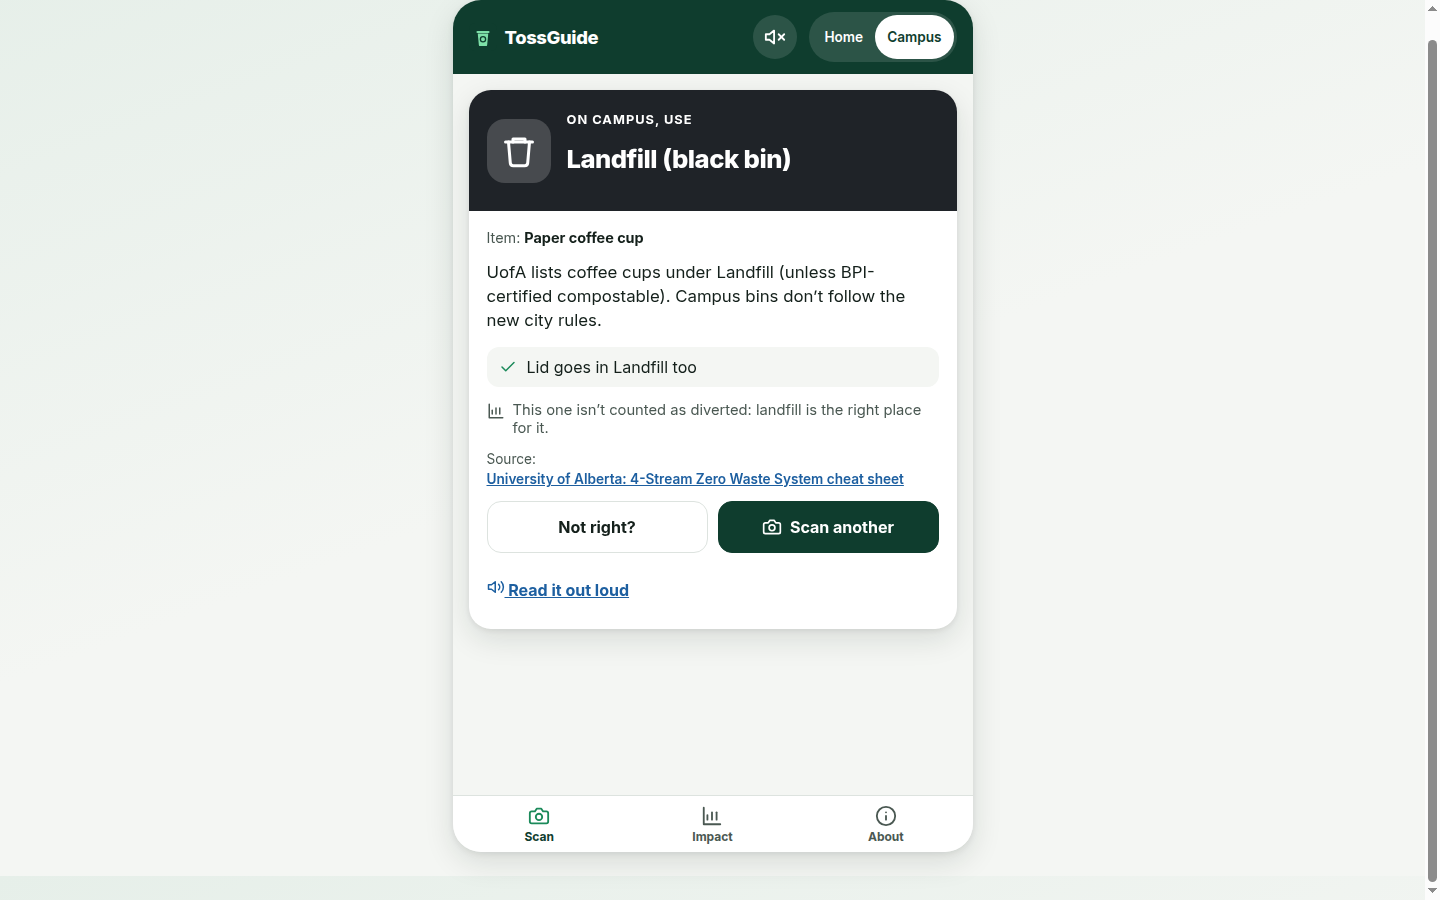 TossGuide
Home
Campus
ON CAMPUS, USE
Landfill (black bin)
Item: Paper coffee cup
UofA lists coffee cups under Landfill (unless BPI-
certified compostable). Campus bins don’t follow the
new city rules.
Lid goes in Landfill too
This one isn’t counted as diverted: landfill is the right place
for it.
Source:
University of Alberta: 4-Stream Zero Waste System cheat sheet
Not right?
Scan another
Read it out loud
Scan
Impact
About